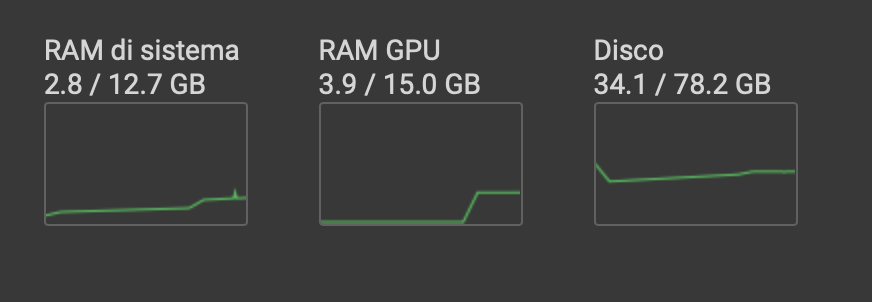 RAM di sistema
2.8 / 12.7 GB
RAM GPU
3.9 / 15.0 GB
Disco
34.1 / 78.2 GB